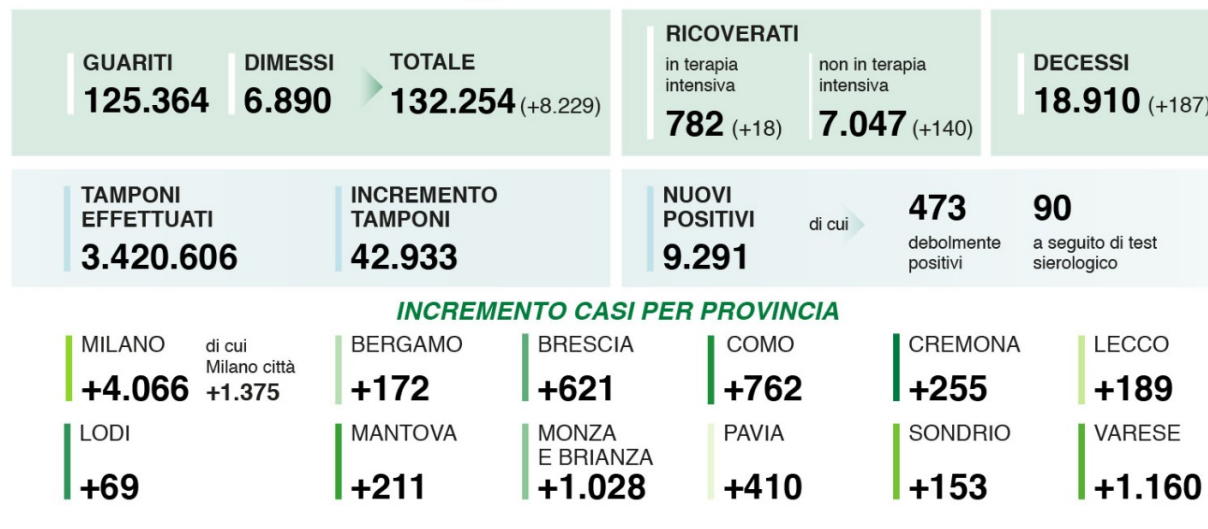 GUARITI
125.364
DIMESSI
6.890
TOTALE
132.254 (+8.229)
RICOVERATI
in terapia
intensiva
782 (+18)
non in terapia
intensiva
7.047 (+140)
DECESSI
18.910 (+187)
TAMPONI
EFFETTUATI
3.420.606
INCREMENTO
TAMPONI
42.933
NUOVI
POSITIVI
9.291
di cui
473
debolmente
positivi
90
a seguito di test
sierologico
INCREMENTO CASI PER PROVINCIA
MILANO
+4.066
di cui
Milano città
+1.375
BERGAMO
+172
BRESCIA
+621
COMO
+762
CREMONA
+255
LECCO
+189
LODI
+69
MANTOVA
+211
MONZA
E BRIANZA
+1.028
PAVIA
+410
SONDRIO
+153
VARESE
+1.160